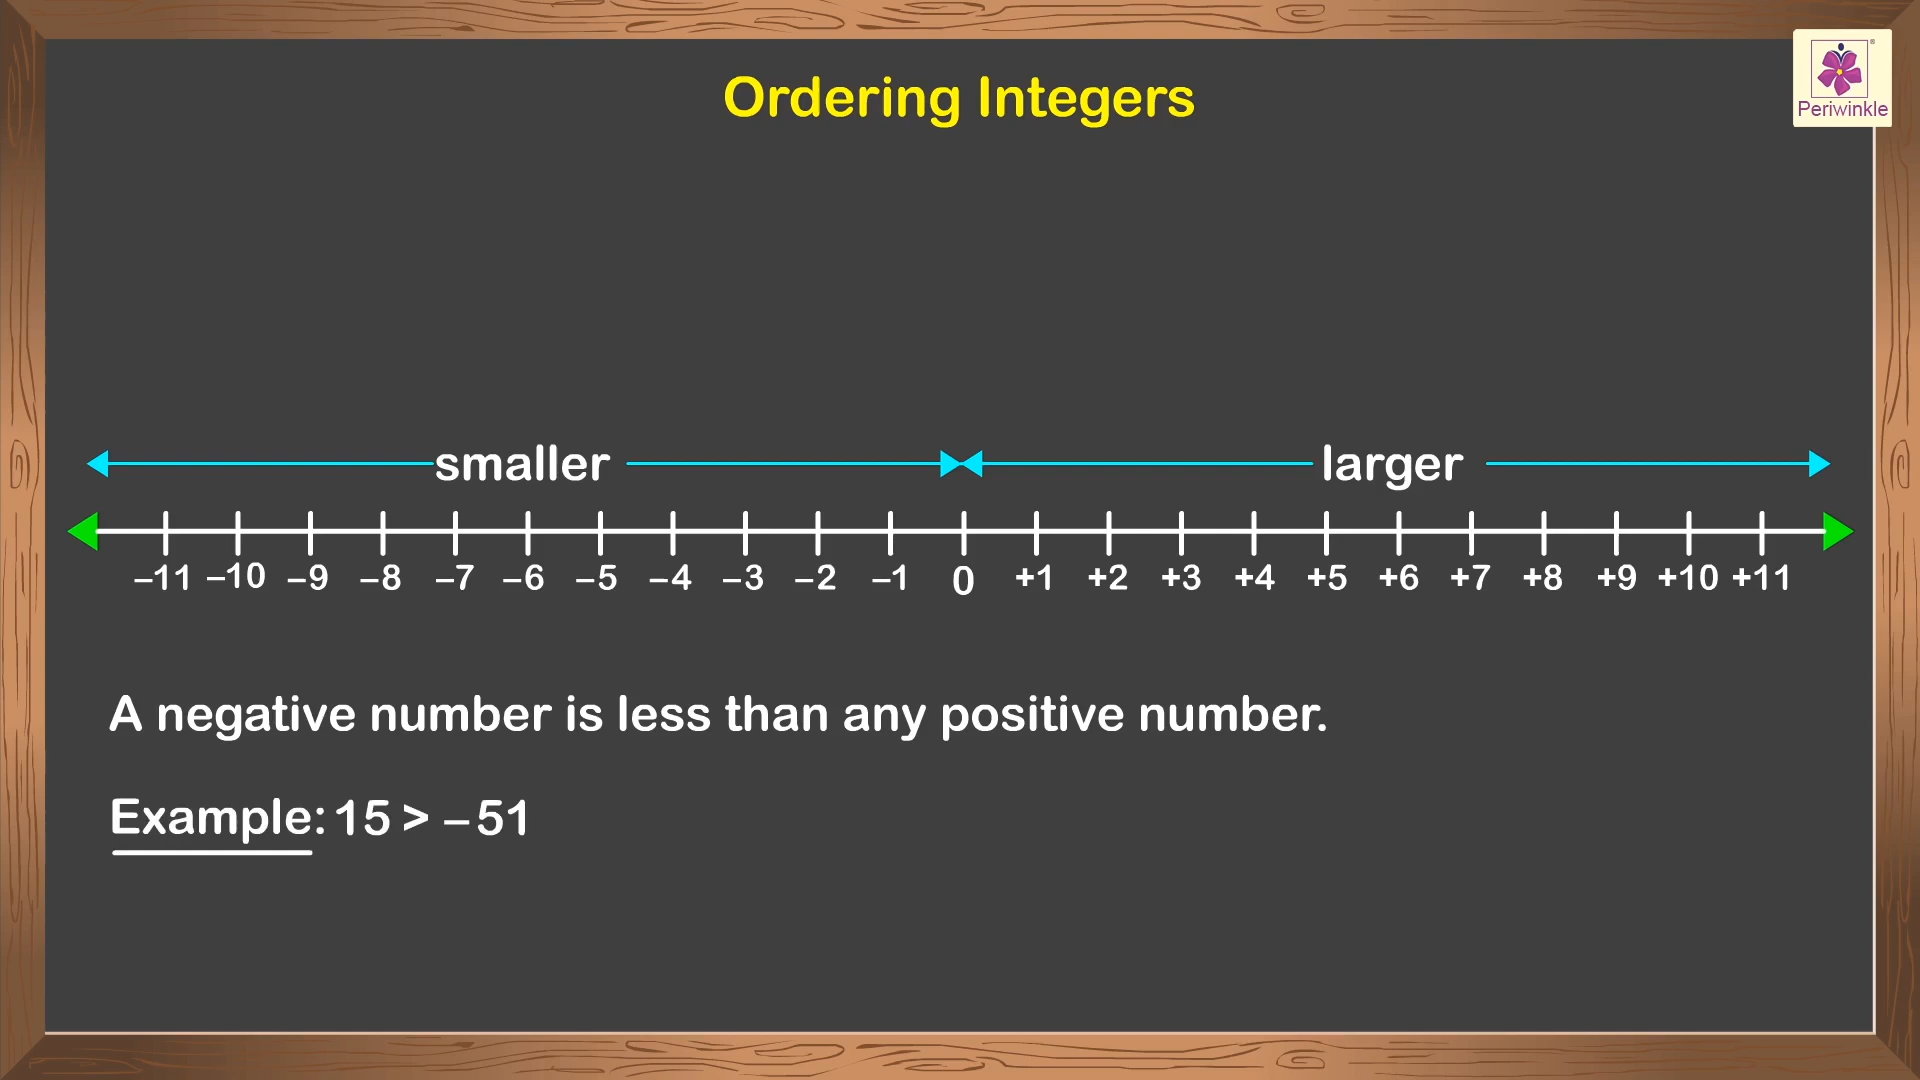 Ordering Integers
Periwinkle
smaller larger
–11 –10 –9 –8 –7 –6 –5 –4 –3 –2 –1 0 +1 +2 +3 +4 +5 +6 +7 +8 +9 +10 +11
A negative number is less than any positive number.
Example: 15 > –51